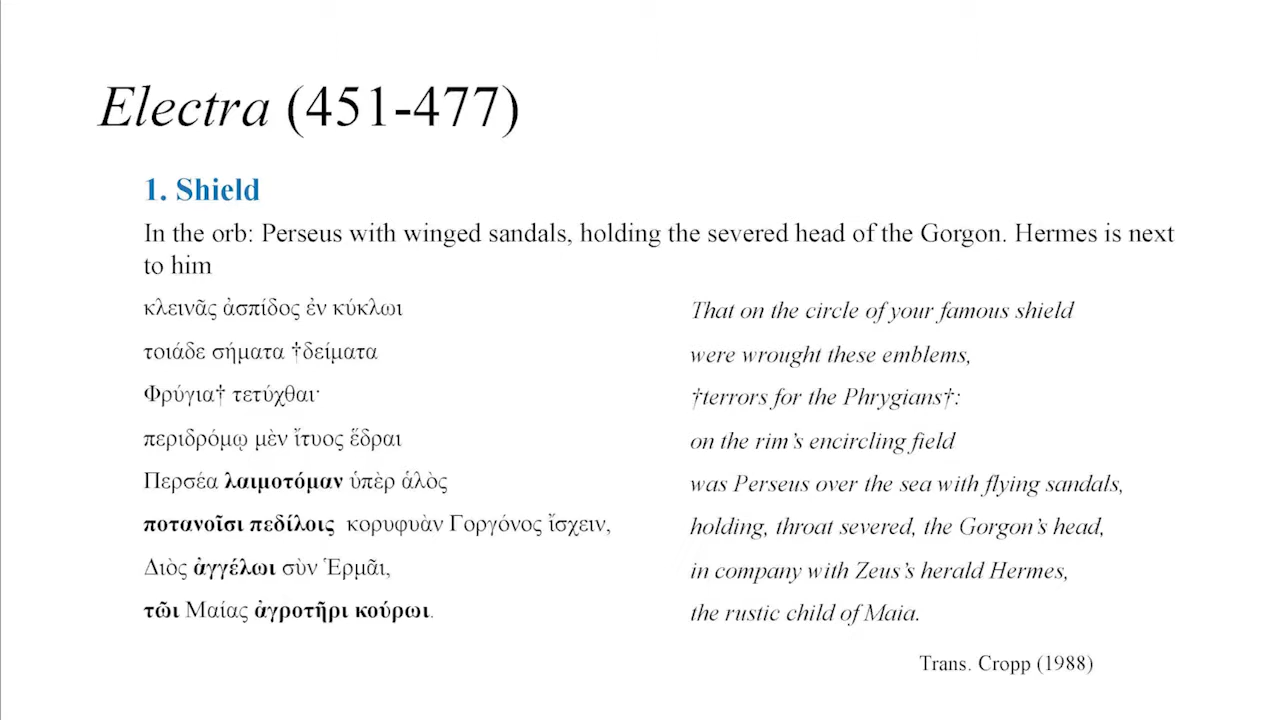 Electra (451-477)
1. Shield
In the orb: Perseus with winged sandals, holding the severed head of the Gorgon. Hermes is next
to him
κλεινᾶς ἀσπίδος ἐν κύκλωι
τοιάδε σήματα †δείματα
Φρύγια† τετύχθαι·
περιδρόμῳ μὲν ἴτυος ἕδραι
Περσέα λαιμοτόμαν ὑπὲρ ἁλὸς
ποτανοῖσι πεδίλοις κορυφυὰν Γοργόνος ἴσχειν,
Διὸς ἀγγέλωι σὺν Ἑρμᾶι,
τῶι Μαίας ἀγροτῆρι κούρωι.
That on the circle of your famous shield
were wrought these emblems,
†terrors for the Phrygians†:
on the rim's encircling field
was Perseus over the sea with flying sandals,
holding, throat severed, the Gorgon's head,
in company with Zeus's herald Hermes,
the rustic child of Maia.
Trans. Cropp (1988)